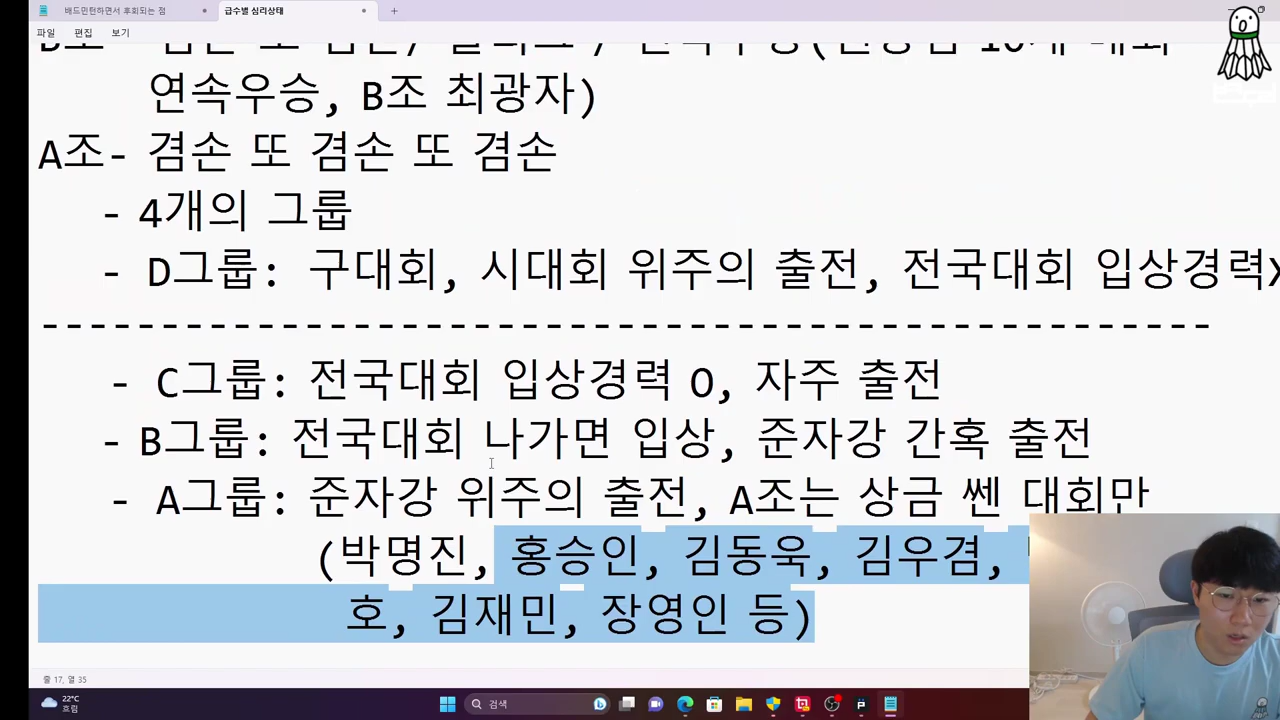 배드민턴하면서 후회되는 점
급수별 심리상태
파일 편집 보기
연속우승, B조 최광자)
A조- 겸손 또 겸손 또 겸손
- 4개의 그룹
- D그룹: 구대회, 시대회 위주의 출전, 전국대회 입상경력X
--------------------------------------------------
- C그룹: 전국대회 입상경력 O, 자주 출전
- B그룹: 전국대회 나가면 입상, 준자강 간혹 출전
- A그룹: 준자강 위주의 출전, A조는 상금 쎈 대회만
(박명진, 홍승인, 김동욱, 김우겸,
호, 김재민, 장영인 등)
줄 17, 열 35
22°C
흐림
검색